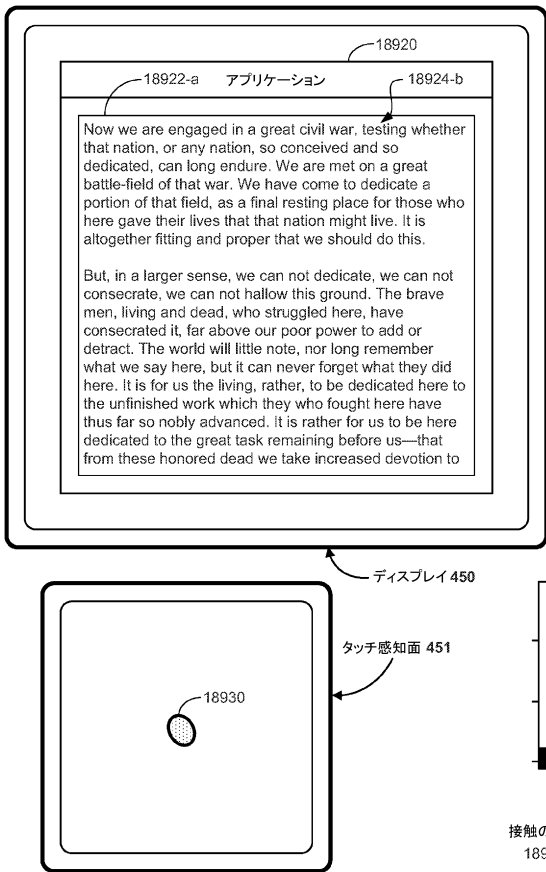 18920
18922-a アプリケーション 18924-b
Now we are engaged in a great civil war, testing whether
that nation, or any nation, so conceived and so
dedicated, can long endure. We are met on a great
battle-field of that war. We have come to dedicate a
portion of that field, as a final resting place for those who
here gave their lives that that nation might live. It is
altogether fitting and proper that we should do this.
But, in a larger sense, we can not dedicate, we can not
consecrate, we can not hallow this ground. The brave
men, living and dead, who struggled here, have
consecrated it, far above our poor power to add or
detract. The world will little note, nor long remember
what we say here, but it can never forget what they did
here. It is for us the living, rather, to be dedicated here to
the unfinished work which they who fought here have
thus far so nobly advanced. It is rather for us to be here
dedicated to the great task remaining before us—that
from these honored dead we take increased devotion to
ディスプレイ 450
タッチ感知面 451
18930
接触の
189